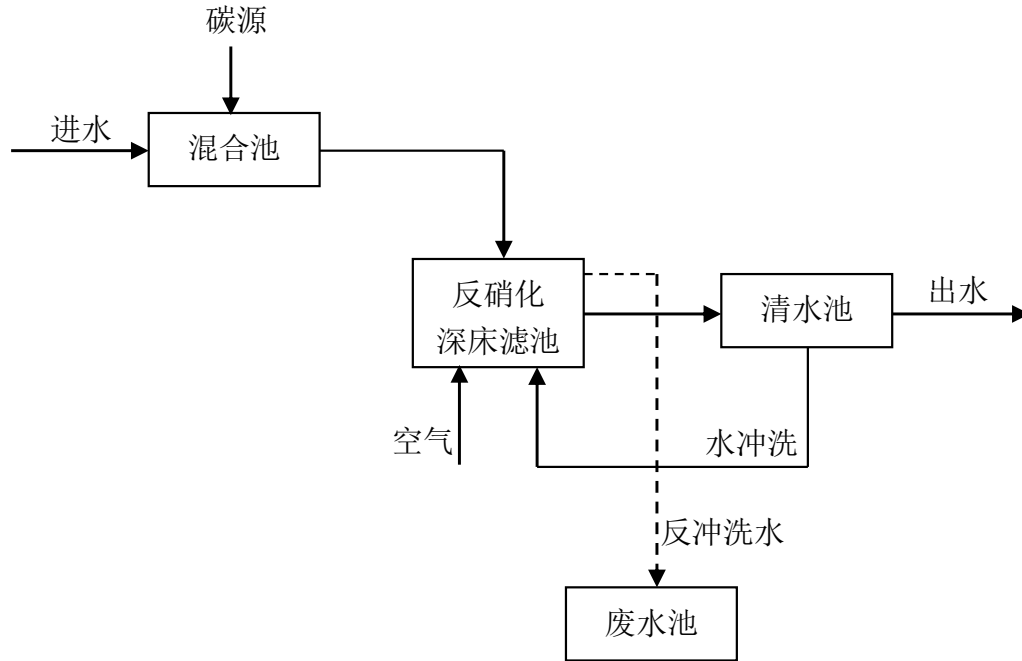 碳源
进水
混合池
反硝化
深床滤池
清水池
出水
空气
水冲洗
反冲洗水
废水池